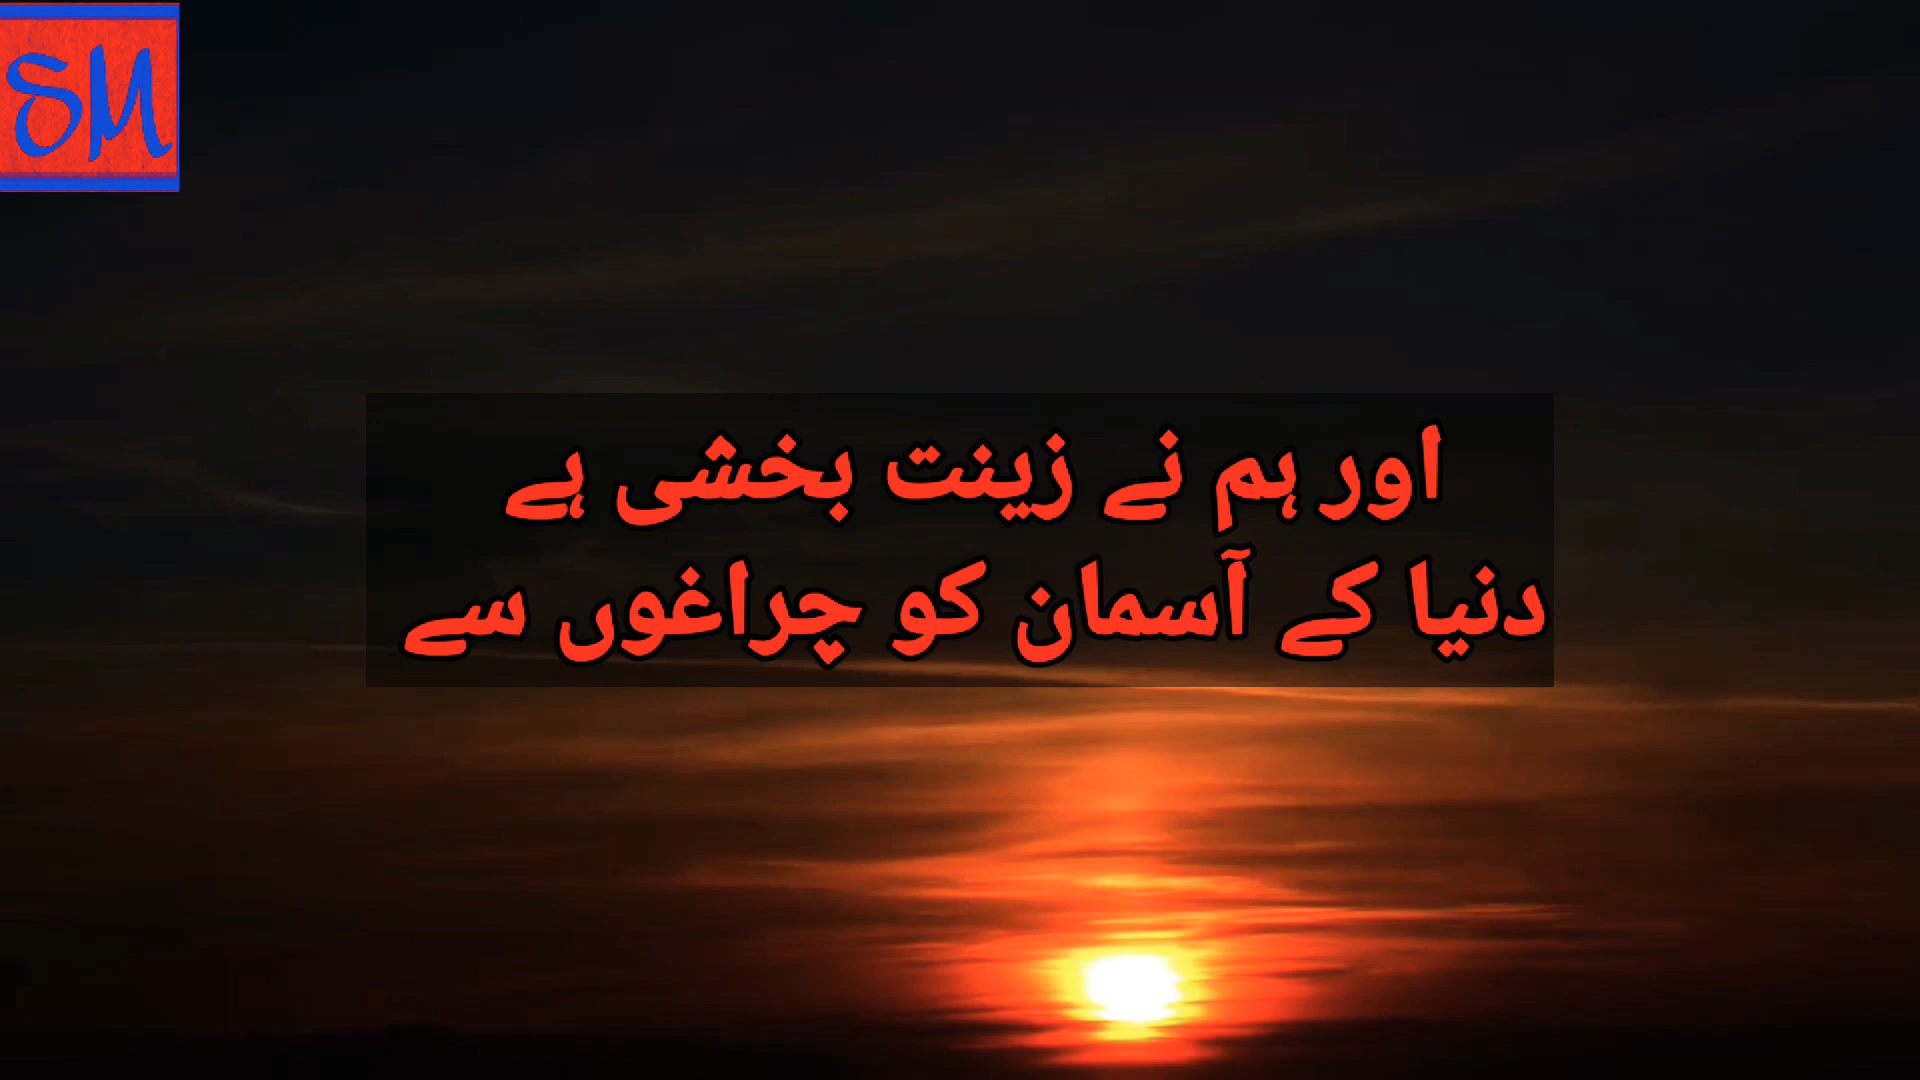 SM
اور ہم نے زینت بخشی ہے
دنیا کے آسمان کو چراغوں سے